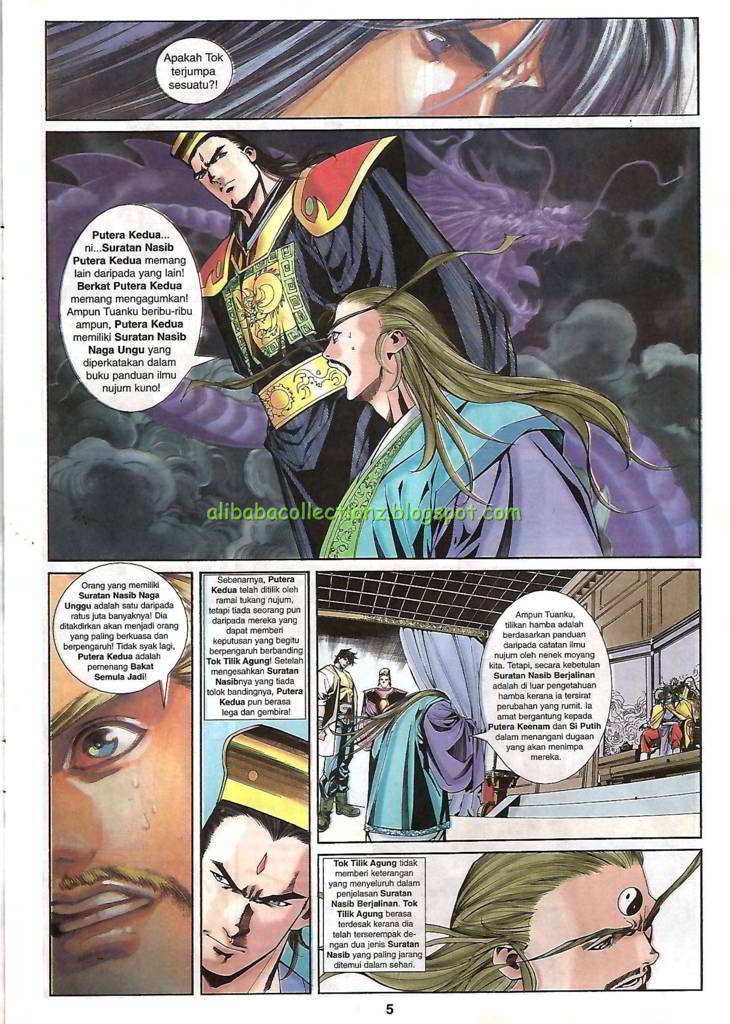 Apakah Tok
terjumpa
sesuatu?!
Putera Kedua...
ni...Suratan Nasib
Putera Kedua memang
lain daripada yang lain!
Berkat Putera Kedua
memang mengagumkan!
Ampun Tuanku beribu-ribu
ampun, Putera Kedua
memiliki Suratan Nasib
Naga Ungu yang
diperkatakan dalam
buku panduan ilmu
nujum kuno!
alibabacollectionz.blogspot.com
Orang yang memiliki
Suratan Nasib Naga
Unggu adalah satu daripada
ratus juta banyaknya! Dia
ditakdirkan akan menjadi orang
yang paling berkuasa dan
berpengaruh! Tidak syak lagi,
Putera Kedua adalah
pemenang Bakat
Semula Jadi!
Sebenarnya, Putera
Kedua telah ditilik oleh
ramai tukang nujum,
tetapi tiada seorang pun
daripada mereka yang
dapat memberi
keputusan yang begitu
berpengaruh berbanding
Tok Tilik Agung! Setelah
mengesahkan Suratan
Nasibnya yang tiada
tolok bandingnya, Putera
Kedua pun berasa
lega dan gembira!
Ampun Tuanku,
tilikan hamba adalah
berdasarkan panduan
daripada catatan ilmu
nujum oleh nenek moyang
kita. Tetapi, secara kebetulan
Suratan Nasib Berjalinan
adalah di luar pengetahuan
hamba kerana ia tersirat
perubahan yang rumit. Ia
amat bergantung kepada
Putera Keenam dan Si Putih
dalam menangani dugaan
yang akan menimpa
mereka.
Tok Tilik Agung tidak
memberi keterangan
yang menyeluruh dalam
penjelasan Suratan
Nasib Berjalinan. Tok
Tilik Agung berasa
terdesak kerana dia
telah terserempak de-
ngan dua jenis Suratan
Nasib yang paling jarang
ditemui dalam sehari.
5